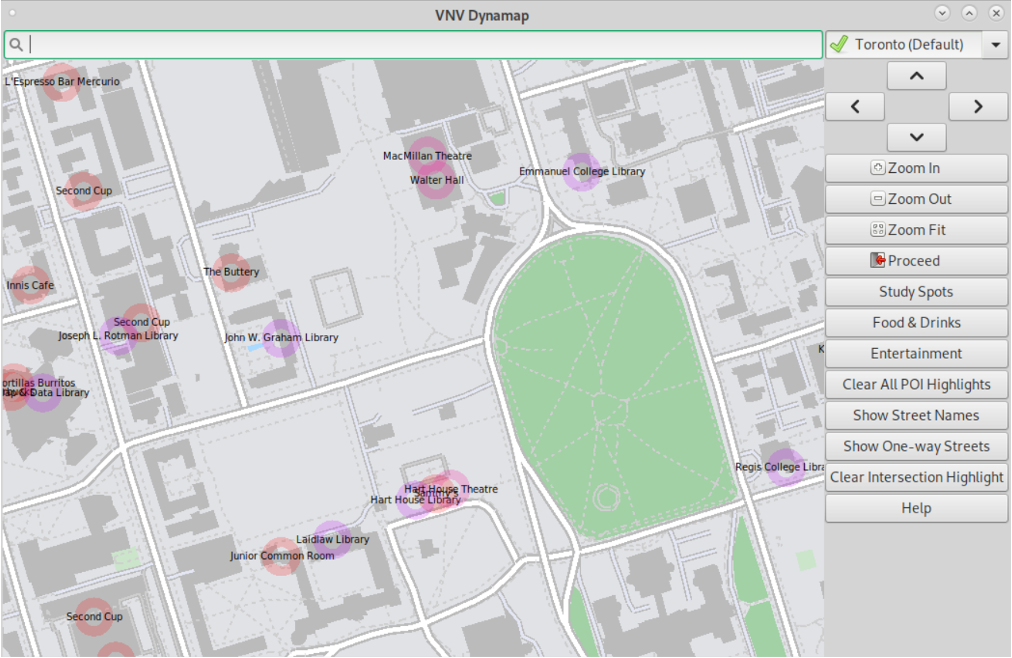 VNV Dynamap
Toronto (Default)
L'Espresso Bar Mercurio
MacMillan Theatre
Walter Hall
Emmanuel College Library
Second Cup
The Buttery
Innis Cafe
Second Cup
Joseph L. Rotman Library
John W. Graham Library
ortillas Burritos
& Data Library
K
Regis College Libra
Hart House Theatre
Sammy's
Hart House Library
Laidlaw Library
Junior Common Room
Second Cup
Zoom In
Zoom Out
Zoom Fit
Proceed
Study Spots
Food & Drinks
Entertainment
Clear All POI Highlights
Show Street Names
Show One-way Streets
Clear Intersection Highlight
Help